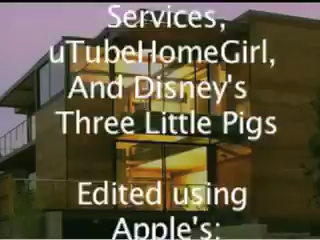 Services,
uTubeHomeGirl,
And Disney's
Three Little Pigs
Edited using
Apple's: